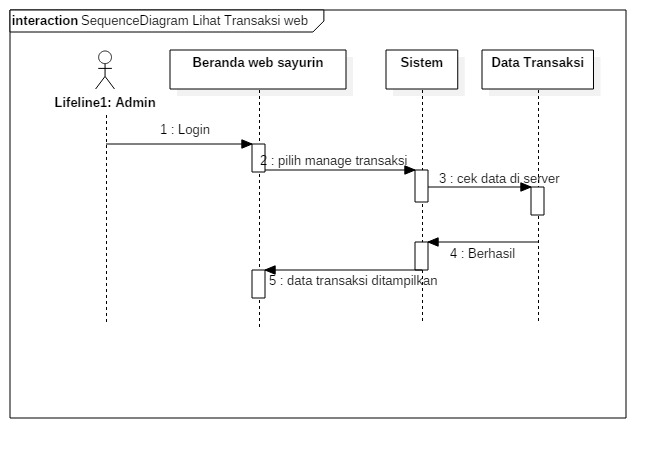 interaction SequenceDiagram Lihat Transaksi web
Beranda web sayurin
Sistem
Data Transaksi
Lifeline1: Admin
1 : Login
2 : pilih manage transaksi
3 : cek data di server
4 : Berhasil
5 : data transaksi ditampilkan